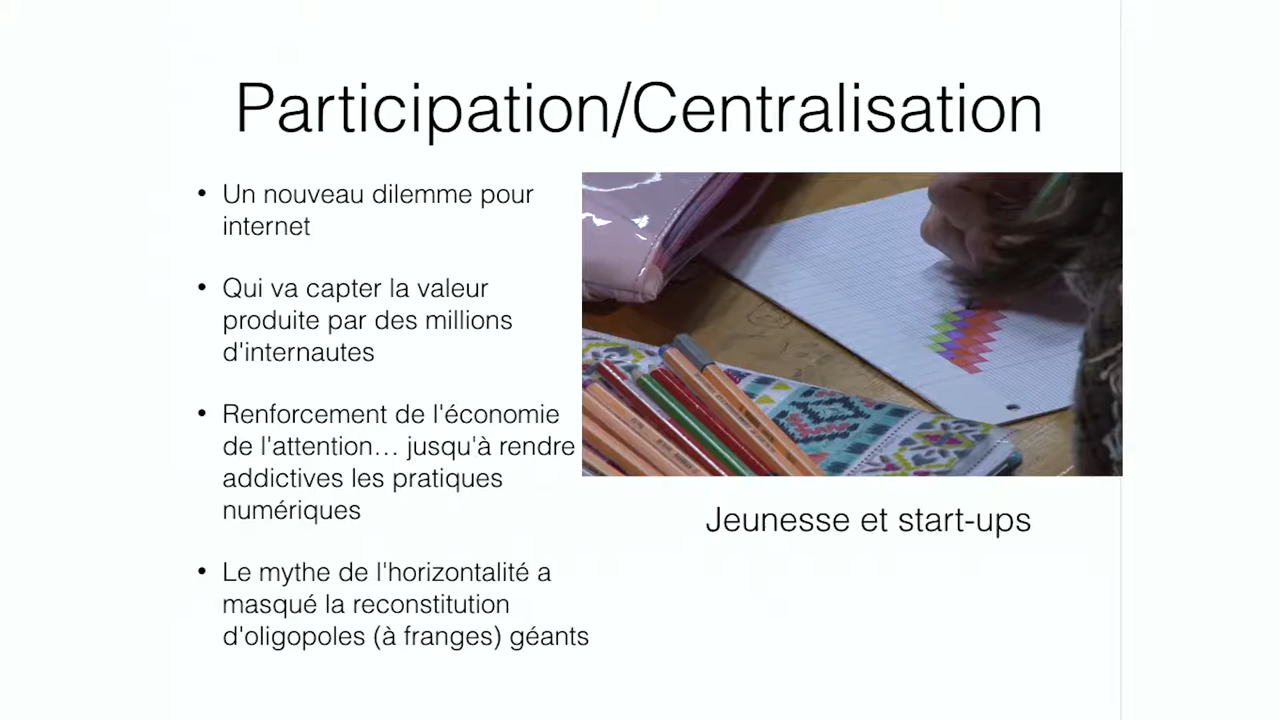 Participation/Centralisation
• Un nouveau dilemme pour
internet
• Qui va capter la valeur
produite par des millions
d'internautes
• Renforcement de l'économie
de l'attention… jusqu'à rendre
addictives les pratiques
numériques
• Le mythe de l'horizontalité a
masqué la reconstitution
d'oligopoles (à franges) géants
Jeunesse et start-ups